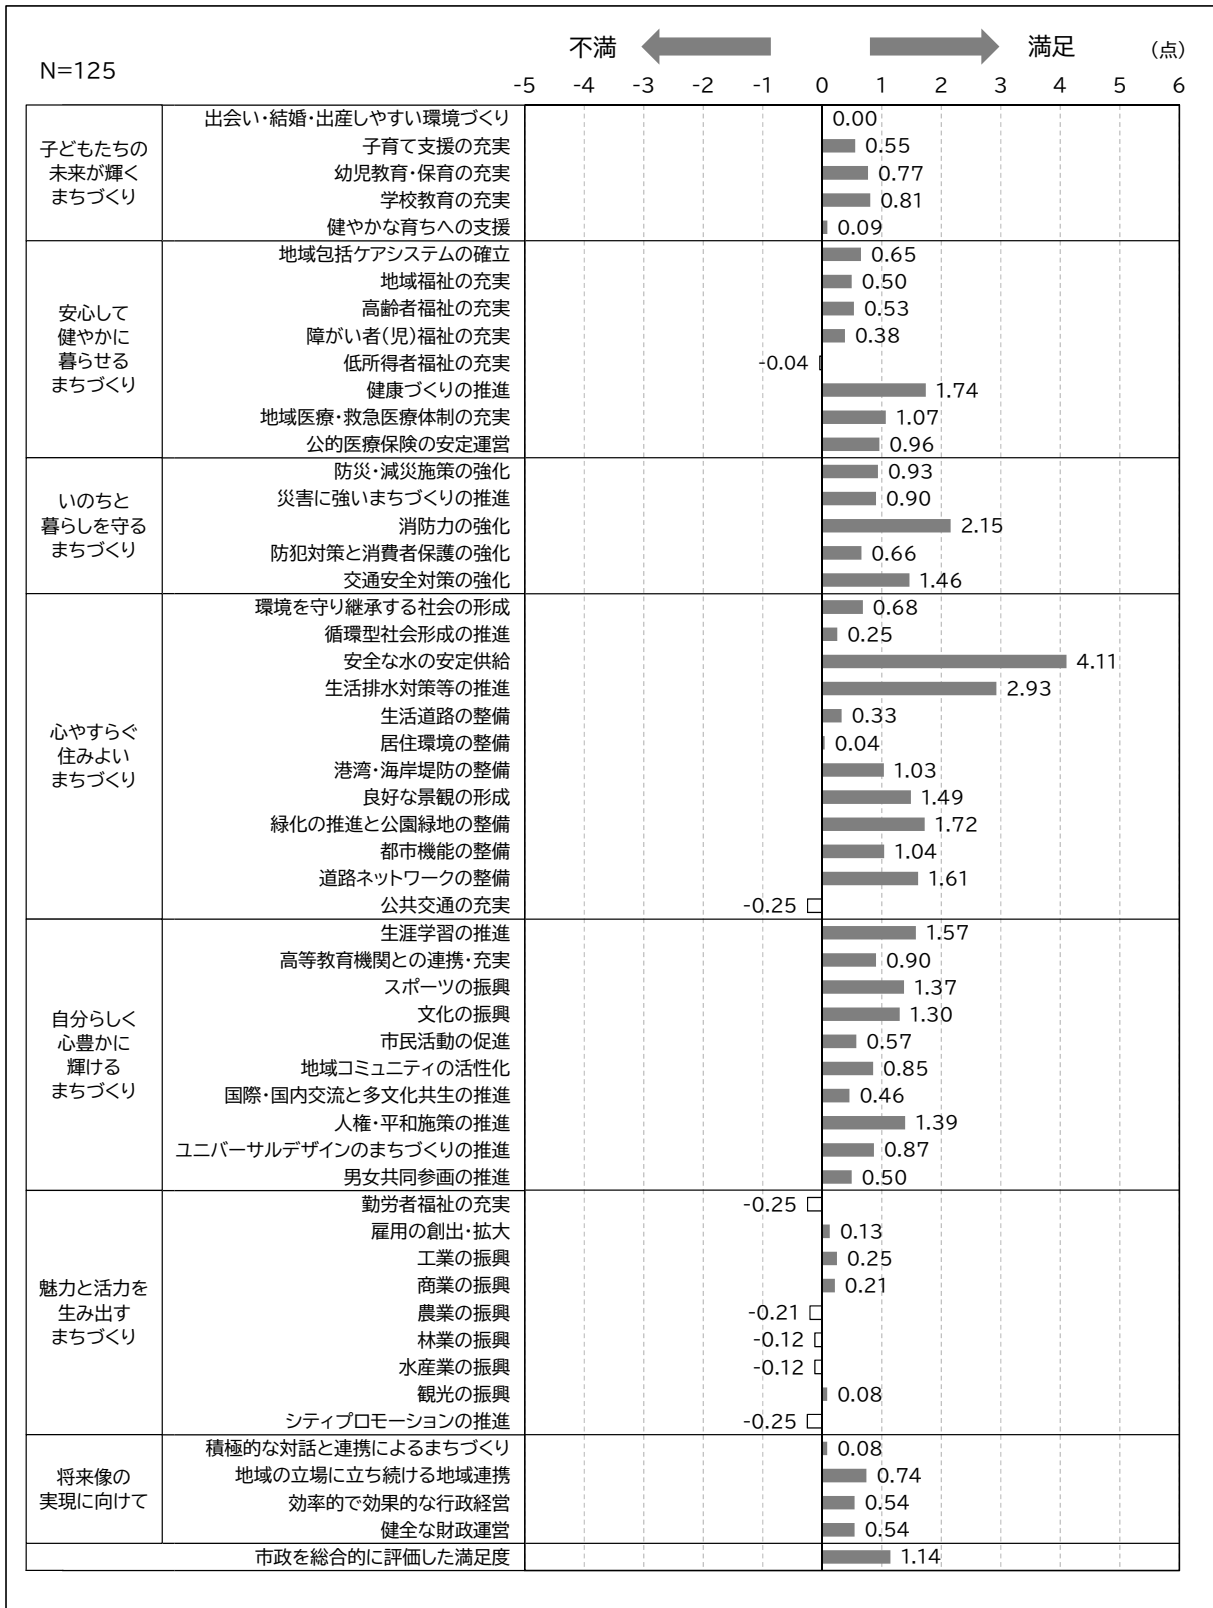 不満 満足 (点)
N=125
-5 -4 -3 -2 -1 0 1 2 3 4 5 6
子どもたちの
未来が輝く
まちづくり
出会い・結婚・出産しやすい環境づくり 0.00
子育て支援の充実 0.55
幼児教育・保育の充実 0.77
学校教育の充実 0.81
健やかな育ちへの支援 0.09
安心して
健やかに
暮らせる
まちづくり
地域包括ケアシステムの確立 0.65
地域福祉の充実 0.50
高齢者福祉の充実 0.53
障がい者(児)福祉の充実 0.38
低所得者福祉の充実 -0.04
健康づくりの推進 1.74
地域医療・救急医療体制の充実 1.07
公的医療保険の安定運営 0.96
いのちと
暮らしを守る
まちづくり
防災・減災施策の強化 0.93
災害に強いまちづくりの推進 0.90
消防力の強化 2.15
防犯対策と消費者保護の強化 0.66
交通安全対策の強化 1.46
心やすらぐ
住みよい
まちづくり
環境を守り継承する社会の形成 0.68
循環型社会形成の推進 0.25
安全な水の安定供給 4.11
生活排水対策等の推進 2.93
生活道路の整備 0.33
居住環境の整備 0.04
港湾・海岸堤防の整備 1.03
良好な景観の形成 1.49
緑化の推進と公園緑地の整備 1.72
都市機能の整備 1.04
道路ネットワークの整備 1.61
公共交通の充実 -0.25
自分らしく
心豊かに
輝ける
まちづくり
生涯学習の推進 1.57
高等教育機関との連携・充実 0.90
スポーツの振興 1.37
文化の振興 1.30
市民活動の促進 0.57
地域コミュニティの活性化 0.85
国際・国内交流と多文化共生の推進 0.46
人権・平和施策の推進 1.39
ユニバーサルデザインのまちづくりの推進 0.87
男女共同参画の推進 0.50
魅力と活力を
生み出す
まちづくり
勤労者福祉の充実 -0.25
雇用の創出・拡大 0.13
工業の振興 0.25
商業の振興 0.21
農業の振興 -0.21
林業の振興 -0.12
水産業の振興 -0.12
観光の振興 0.08
シティプロモーションの推進 -0.25
将来像の
実現に向けて
積極的な対話と連携によるまちづくり 0.08
地域の立場に立ち続ける地域連携 0.74
効率的で効果的な行政経営 0.54
健全な財政運営 0.54
市政を総合的に評価した満足度 1.14